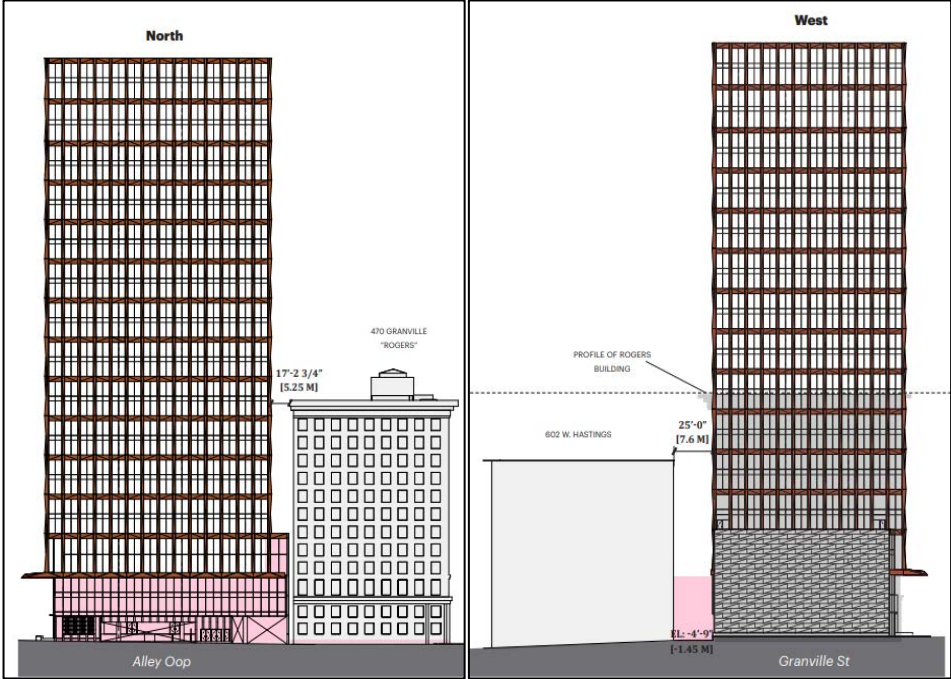 North
470 GRANVILLE
"ROGERS"
17'-2 3/4"
[5.25 M]
Alley Oop
West
PROFILE OF ROGERS
BUILDING
25'-0"
[7.6 M]
602 W. HASTINGS
EL: -4'-9"
[-1.45 M]
Granville St